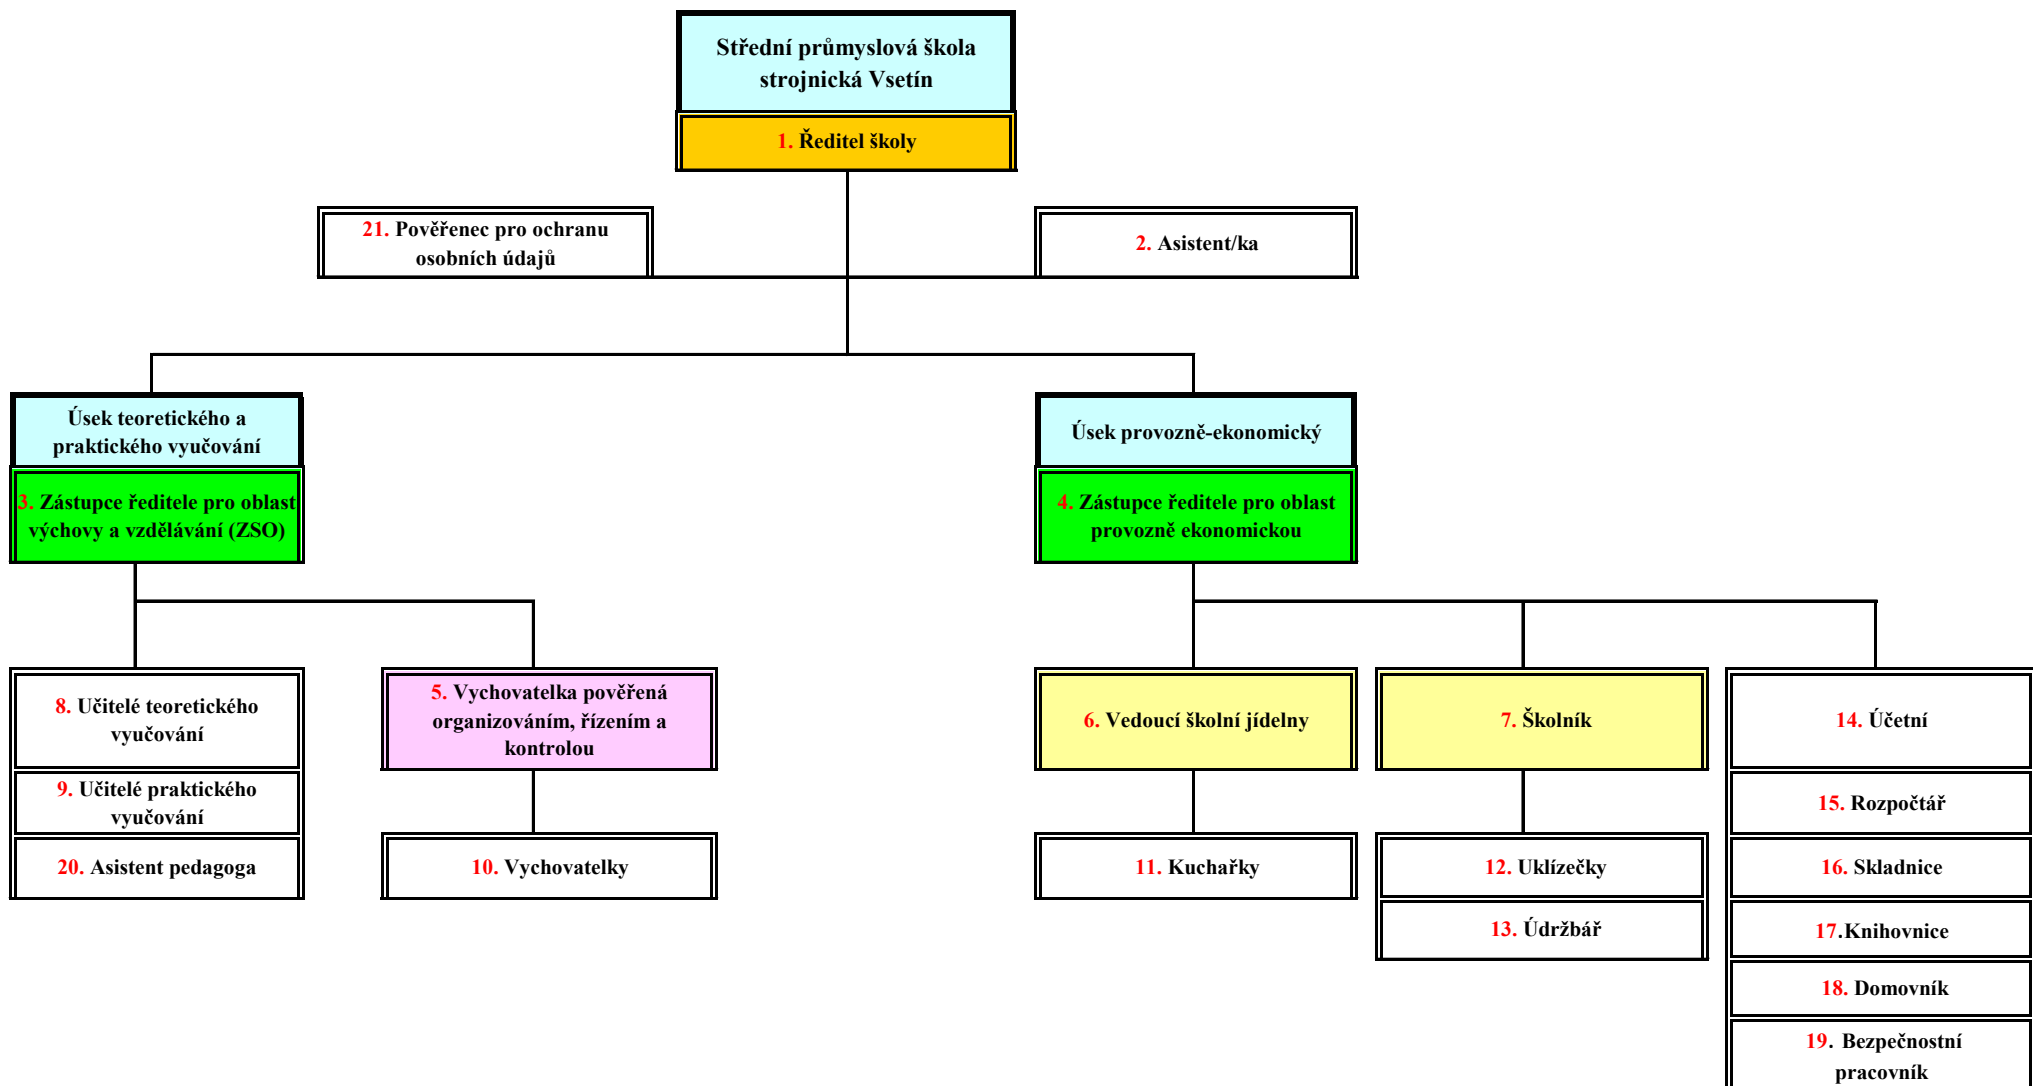 Střední průmyslová škola
strojnická Vsetín
1. Ředitel školy
21. Pověřenec pro ochranu
osobních údajů
2. Asistent/ka
Úsek teoretického a
praktického vyučování
3. Zástupce ředitele pro oblast
výchovy a vzdělávání (ZSO)
Úsek provozně-ekonomický
4. Zástupce ředitele pro oblast
provozně ekonomickou
8. Učitelé teoretického
vyučování
9. Učitelé praktického
vyučování
20. Asistent pedagoga
5. Vychovatelka pověřená
organizováním, řízením a
kontrolou
10. Vychovatelky
6. Vedoucí školní jídelny
11. Kuchařky
7. Školník
12. Uklízečky
13. Údržbář
14. Účetní
15. Rozpočtář
16. Skladnice
17.Knihovnice
18. Domovník
19. Bezpečnostní
pracovník